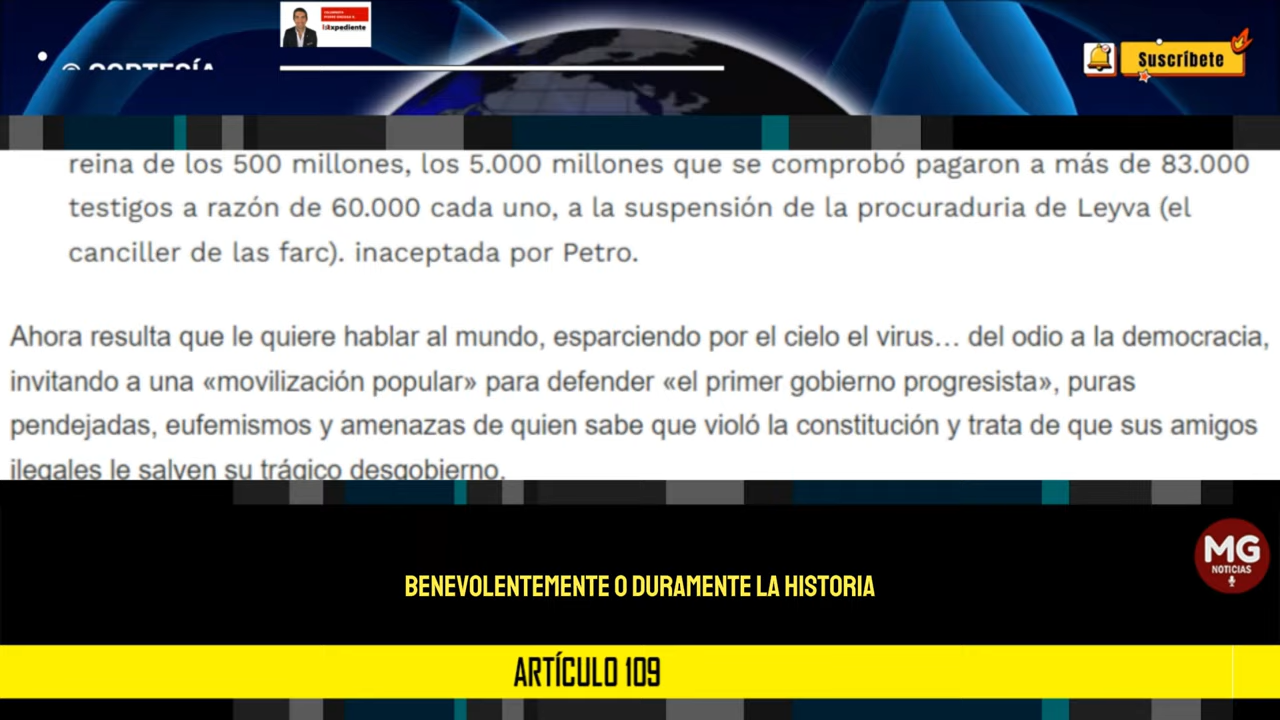 Expediente
© CORTESÍA
Suscríbete
reina de los 500 millones, los 5.000 millones que se comprobó pagaron a más de 83.000
testigos a razón de 60.000 cada uno, a la suspensión de la procuraduria de Leyva (el
canciller de las farc). inaceptada por Petro.
Ahora resulta que le quiere hablar al mundo, esparciendo por el cielo el virus… del odio a la democracia,
invitando a una «movilización popular» para defender «el primer gobierno progresista», puras
pendejadas, eufemismos y amenazas de quien sabe que violó la constitución y trata de que sus amigos
ilegales le salven su trágico desgobierno.
BENEVOLENTEMENTE O DURAMENTE LA HISTORIA
MG
NOTICIAS
ARTÍCULO 109